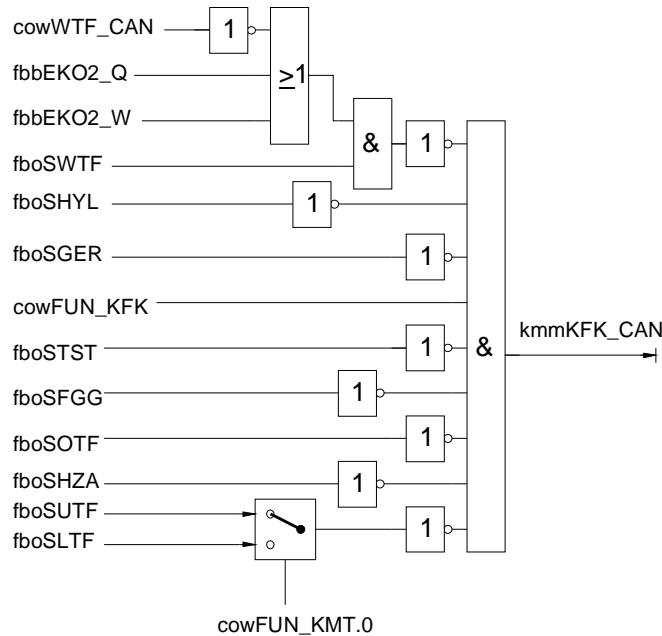 cowWTF_CAN
1
fbbEKO2_Q
≥1
fbbEKO2_W
&
1
fboSWTF
fboSHYL
1
fboSGER
1
cowFUN_KFK
kmmKFK_CAN
fboSTST
1
&
fboSFGG
1
fboSOTF
1
fboSHZA
1
fboSUTF
1
fboSLTF
cowFUN_KMT.0